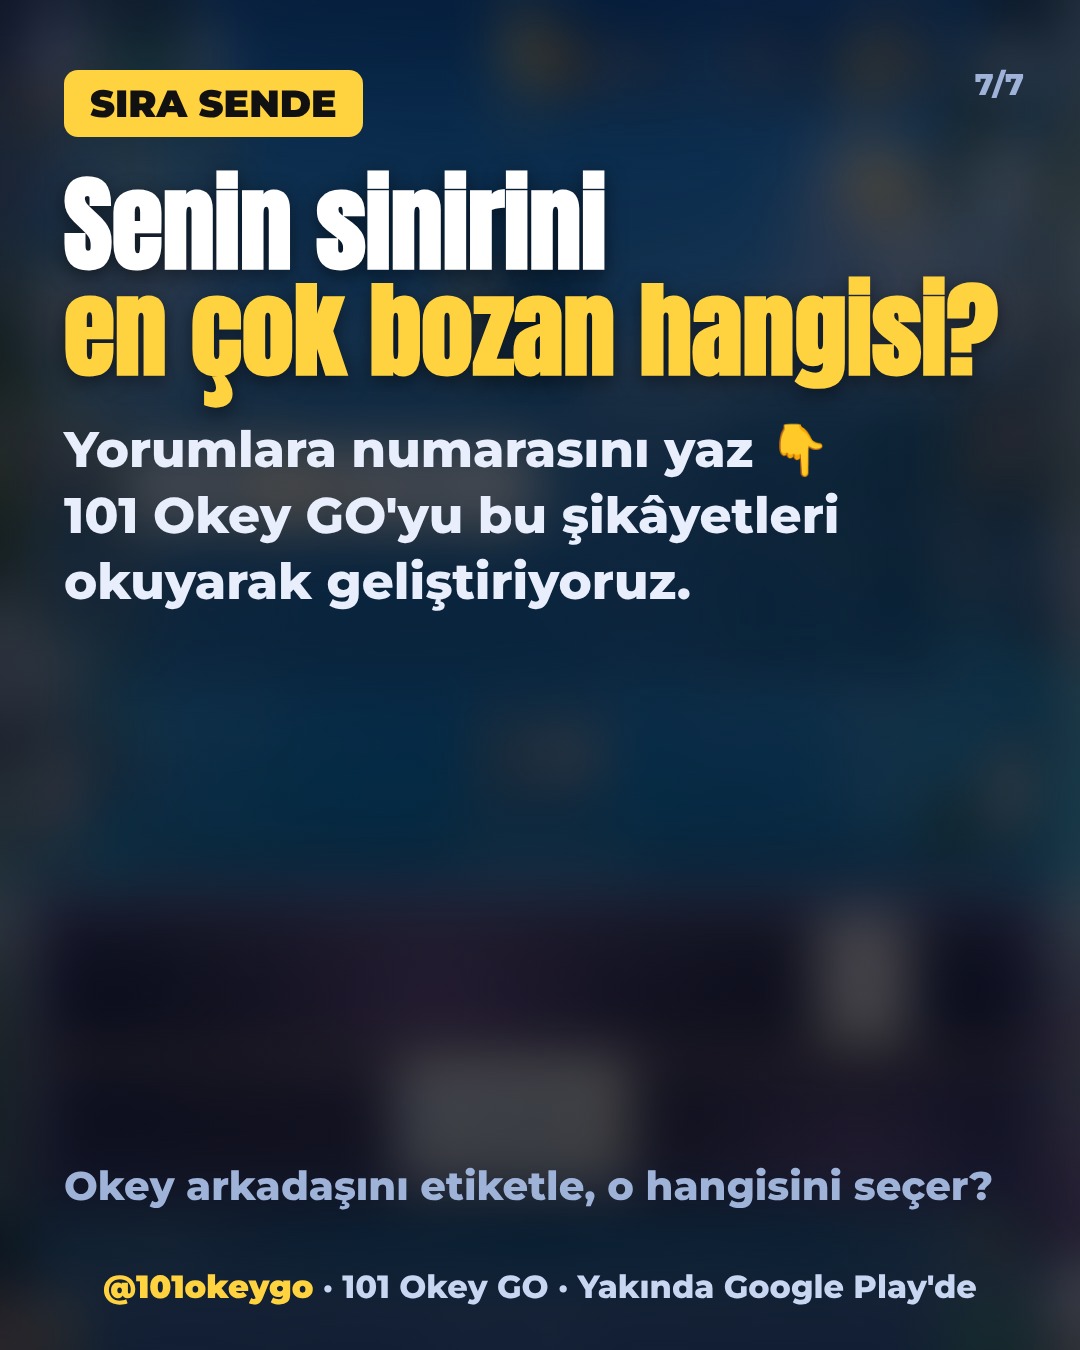 SIRA SENDE
7/7
Senin sinirini
en çok bozan hangisi?
Yorumlara numarasını yaz 👇
101 Okey GO'yu bu şikâyetleri
okuyarak geliştiriyoruz.
Okey arkadaşını etiketle, o hangisini seçer?
@101okeygo · 101 Okey GO · Yakında Google Play'de